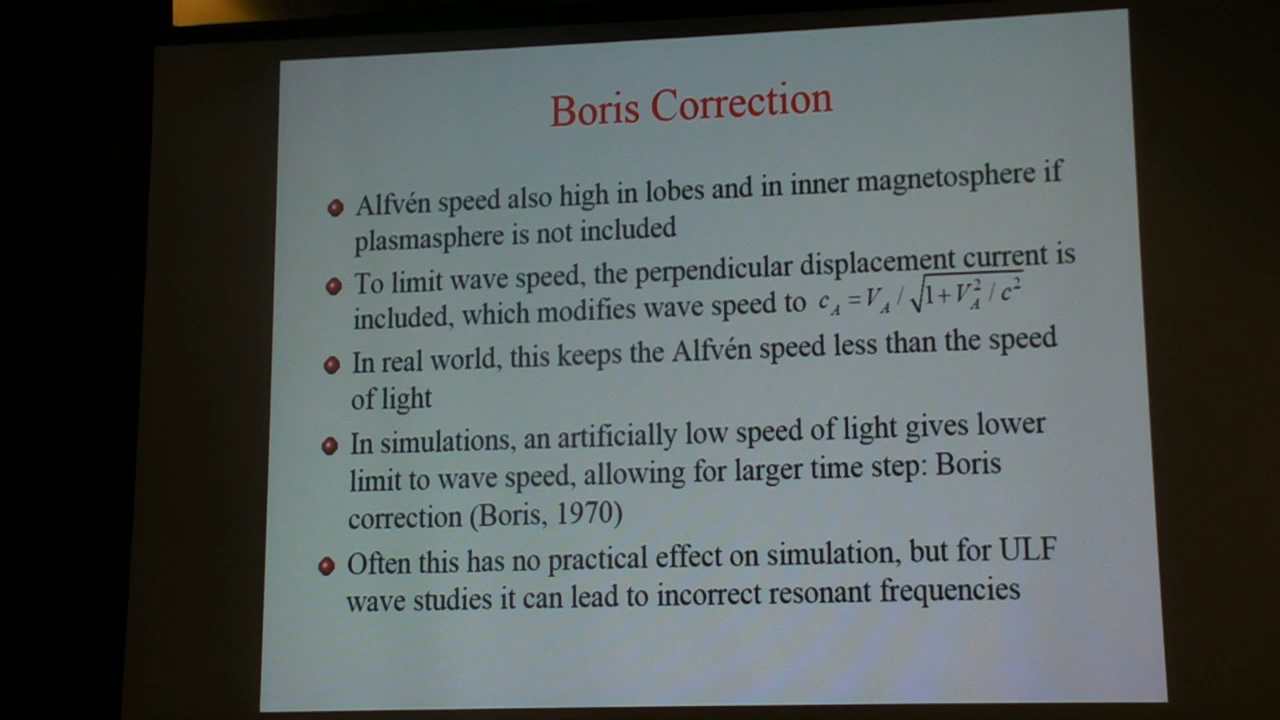 Boris Correction
Alfvén speed also high in lobes and in inner magnetosphere if
plasmasphere is not included
To limit wave speed, the perpendicular displacement current is
included, which modifies wave speed to c_A = V_A / √(1 + V_A^2 / c^2)
In real world, this keeps the Alfvén speed less than the speed
of light
In simulations, an artificially low speed of light gives lower
limit to wave speed, allowing for larger time step: Boris
correction (Boris, 1970)
Often this has no practical effect on simulation, but for ULF
wave studies it can lead to incorrect resonant frequencies